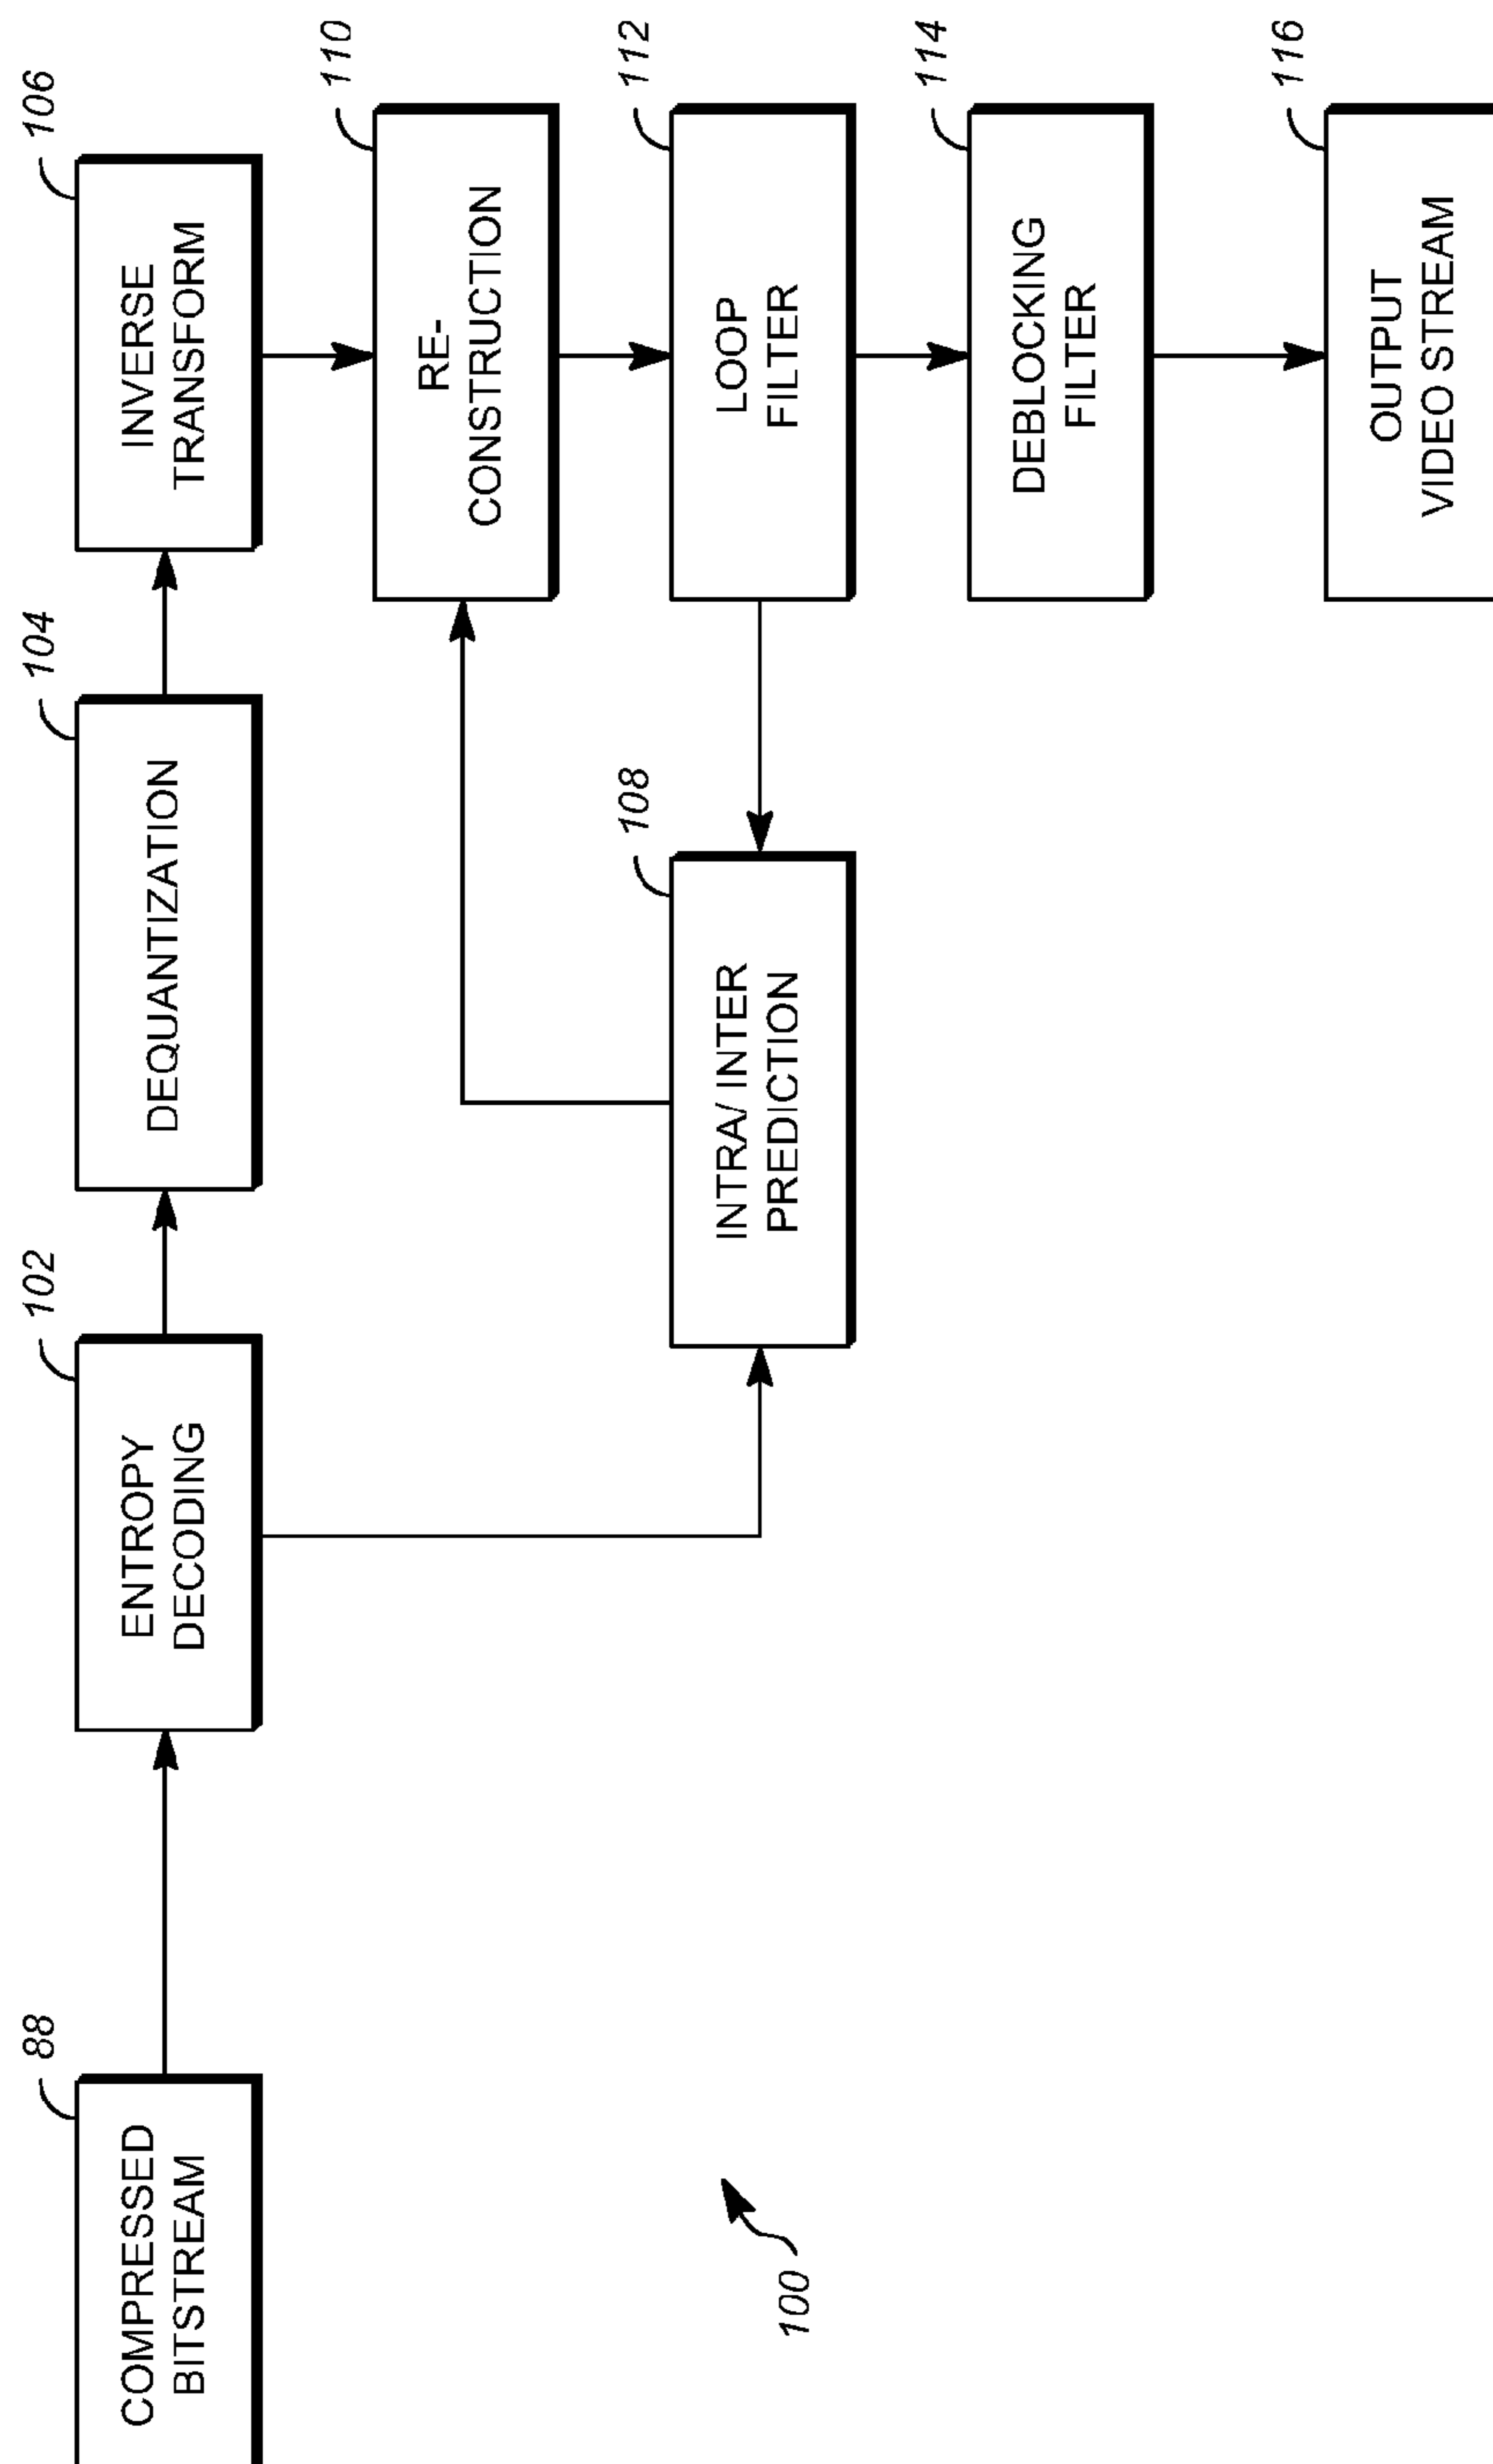 88
COMPRESSED
BITSTREAM
102
ENTROPY
DECODING
104
DEQUANTIZATION
106
INVERSE
TRANSFORM
110
RE-
CONSTRUCTION
108
INTRA/ INTER
PREDICTION
112
LOOP
FILTER
114
DEBLOCKING
FILTER
116
OUTPUT
VIDEO STREAM
100